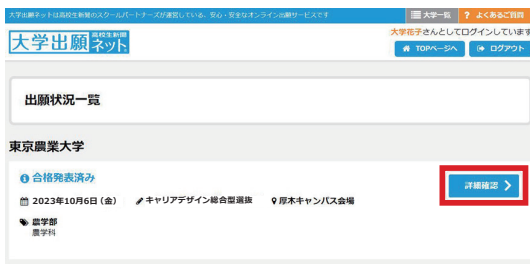 大学出願ネットは高校生新聞のスクールパートナーズが運営している、安心・安全なオンライン出願サービスです
大学一覧 ? よくあるご質問
大学出願ネット 高校生新聞
大学花子さんとしてログインしています
TOPページへ ログアウト
出願状況一覧
東京農業大学
合格発表済み
詳細確認
2023年10月6日 (金) キャリアデザイン総合型選抜 厚木キャンパス会場
農学部
農学科